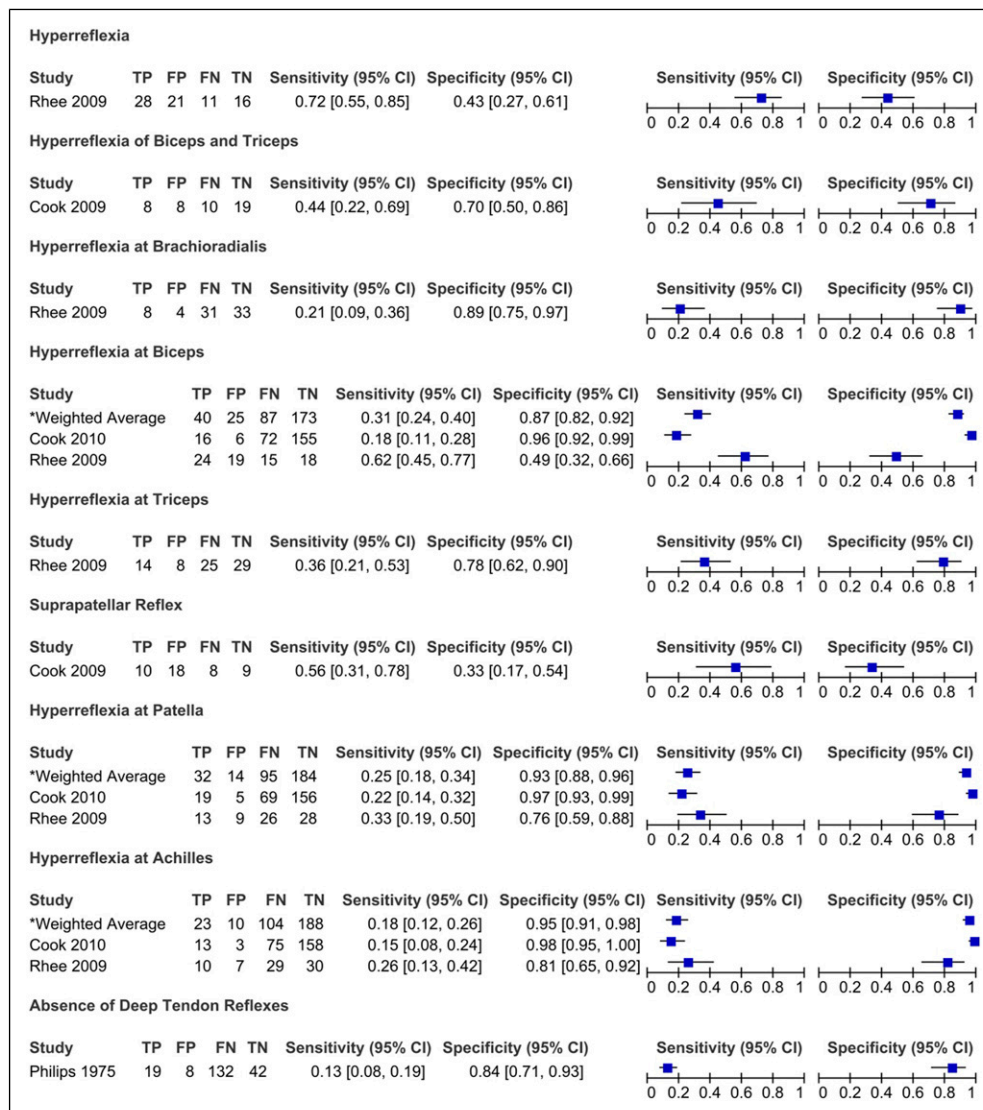 Hyperreflexia
Study TP FP FN TN Sensitivity (95% CI) Specificity (95% CI) Sensitivity (95% CI) Specificity (95% CI)
Rhee 2009 28 21 11 16 0.72 [0.55, 0.85] 0.43 [0.27, 0.61]
0 0.2 0.4 0.6 0.8 1 0 0.2 0.4 0.6 0.8 1
Hyperreflexia of Biceps and Triceps
Study TP FP FN TN Sensitivity (95% CI) Specificity (95% CI) Sensitivity (95% CI) Specificity (95% CI)
Cook 2009 8 8 10 19 0.44 [0.22, 0.69] 0.70 [0.50, 0.86]
0 0.2 0.4 0.6 0.8 1 0 0.2 0.4 0.6 0.8 1
Hyperreflexia at Brachioradialis
Study TP FP FN TN Sensitivity (95% CI) Specificity (95% CI) Sensitivity (95% CI) Specificity (95% CI)
Rhee 2009 8 4 31 33 0.21 [0.09, 0.36] 0.89 [0.75, 0.97]
0 0.2 0.4 0.6 0.8 1 0 0.2 0.4 0.6 0.8 1
Hyperreflexia at Biceps
Study TP FP FN TN Sensitivity (95% CI) Specificity (95% CI) Sensitivity (95% CI) Specificity (95% CI)
*Weighted Average 40 25 87 173 0.31 [0.24, 0.40] 0.87 [0.82, 0.92]
Cook 2010 16 6 72 155 0.18 [0.11, 0.28] 0.96 [0.92, 0.99]
Rhee 2009 24 19 15 18 0.62 [0.45, 0.77] 0.49 [0.32, 0.66]
0 0.2 0.4 0.6 0.8 1 0 0.2 0.4 0.6 0.8 1
Hyperreflexia at Triceps
Study TP FP FN TN Sensitivity (95% CI) Specificity (95% CI) Sensitivity (95% CI) Specificity (95% CI)
Rhee 2009 14 8 25 29 0.36 [0.21, 0.53] 0.78 [0.62, 0.90]
0 0.2 0.4 0.6 0.8 1 0 0.2 0.4 0.6 0.8 1
Suprapatellar Reflex
Study TP FP FN TN Sensitivity (95% CI) Specificity (95% CI) Sensitivity (95% CI) Specificity (95% CI)
Cook 2009 10 18 8 9 0.56 [0.31, 0.78] 0.33 [0.17, 0.54]
0 0.2 0.4 0.6 0.8 1 0 0.2 0.4 0.6 0.8 1
Hyperreflexia at Patella
Study TP FP FN TN Sensitivity (95% CI) Specificity (95% CI) Sensitivity (95% CI) Specificity (95% CI)
*Weighted Average 32 14 95 184 0.25 [0.18, 0.34] 0.93 [0.88, 0.96]
Cook 2010 19 5 69 156 0.22 [0.14, 0.32] 0.97 [0.93, 0.99]
Rhee 2009 13 9 26 28 0.33 [0.19, 0.50] 0.76 [0.59, 0.88]
0 0.2 0.4 0.6 0.8 1 0 0.2 0.4 0.6 0.8 1
Hyperreflexia at Achilles
Study TP FP FN TN Sensitivity (95% CI) Specificity (95% CI) Sensitivity (95% CI) Specificity (95% CI)
*Weighted Average 23 10 104 188 0.18 [0.12, 0.26] 0.95 [0.91, 0.98]
Cook 2010 13 3 75 158 0.15 [0.08, 0.24] 0.98 [0.95, 1.00]
Rhee 2009 10 7 29 30 0.26 [0.13, 0.42] 0.81 [0.65, 0.92]
0 0.2 0.4 0.6 0.8 1 0 0.2 0.4 0.6 0.8 1
Absence of Deep Tendon Reflexes
Study TP FP FN TN Sensitivity (95% CI) Specificity (95% CI) Sensitivity (95% CI) Specificity (95% CI)
Philips 1975 19 8 132 42 0.13 [0.08, 0.19] 0.84 [0.71, 0.93]
0 0.2 0.4 0.6 0.8 1 0 0.2 0.4 0.6 0.8 1